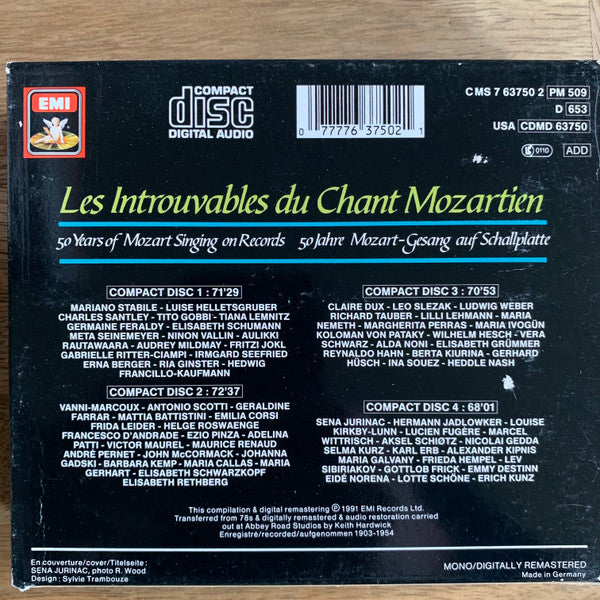 EMI
COMPACT
disc
DIGITAL AUDIO
0 77776 37502 1
CMS 7 63750 2 PM 509
D 653
USA CDMD 63750
0110 ADD
Les Introuvables du Chant Mozartien
50 Years of Mozart Singing on Records 50 Jahre Mozart-Gesang auf Schallplatte
COMPACT DISC 1 : 71'29
MARIANO STABILE - LUISE HELLETSGRUBER
CHARLES SANTLEY - TITO GOBBI - TIANA LEMNITZ
GERMAINE FERALDY - ELISABETH SCHUMANN
META SEINEMEYER - NINON VALLIN - AULIKKI
RAUTAWAARA - AUDREY MILDMAY - FRITZI JOKL
GABRIELLE RITTER-CIAMPI - IRMGARD SEEFRIED
ERNA BERGER - RIA GINSTER - HEDWIG
FRANCILLO-KAUFMANN
COMPACT DISC 2 : 72'37
VANNI-MARCOUX - ANTONIO SCOTTI - GERALDINE
FARRAR - MATTIA BATTISTINI - EMILIA CORSI
FRIDA LEIDER - HELGE ROSWAENGE
FRANCESCO D'ANDRADE - EZIO PINZA - ADELINA
PATTI - VICTOR MAUREL - MAURICE RENAUD
ANDRÉ PERNET - JOHN McCORMACK - JOHANNA
GADSKI - BARBARA KEMP - MARIA CALLAS - MARIA
GERHART - ELISABETH SCHWARZKOPF
ELISABETH RETHBERG
COMPACT DISC 3 : 70'53
CLAIRE DUX - LEO SLEZAK - LUDWIG WEBER
RICHARD TAUBER - LILLI LEHMANN - MARIA
NEMETH - MARGHERITA PERRAS - MARIA IVOGÜN
KOLOMAN VON PATAKY - WILHELM HESCH - VERA
SCHWARZ - ALDA NONI - ELISABETH GRÜMMER
REYNALDO HAHN - BERTA KIURINA - GERHARD
HÜSCH - INA SOUEZ - HEDDLE NASH
COMPACT DISC 4 : 68'01
SENA JURINAC - HERMANN JADLOWKER - LOUISE
KIRKBY-LUNN - LUCIEN FUGÈRE - MARCEL
WITTRISCH - AKSEL SCHIØTZ - NICOLAI GEDDA
SELMA KURZ - KARL ERB - ALEXANDER KIPNIS
MARIA GALVANY - FRIEDA HEMPEL - LEV
SIBIRIAKOV - GOTTLOB FRICK - EMMY DESTINN
EIDÉ NORENA - LOTTE SCHÖNE - ERICH KUNZ
This compilation & digital remastering ℗ 1991 EMI Records Ltd.
Transferred from 78s & digitally remastered & audio restoration carried
out at Abbey Road Studios by Keith Hardwick
Enregistré/recorded/aufgenommen 1903-1954
En couverture/cover/Titelseite :
SENA JURINAC, photo R. Wood
Design : Sylvie Trambouze
MONO/DIGITALLY REMASTERED
Made in Germany